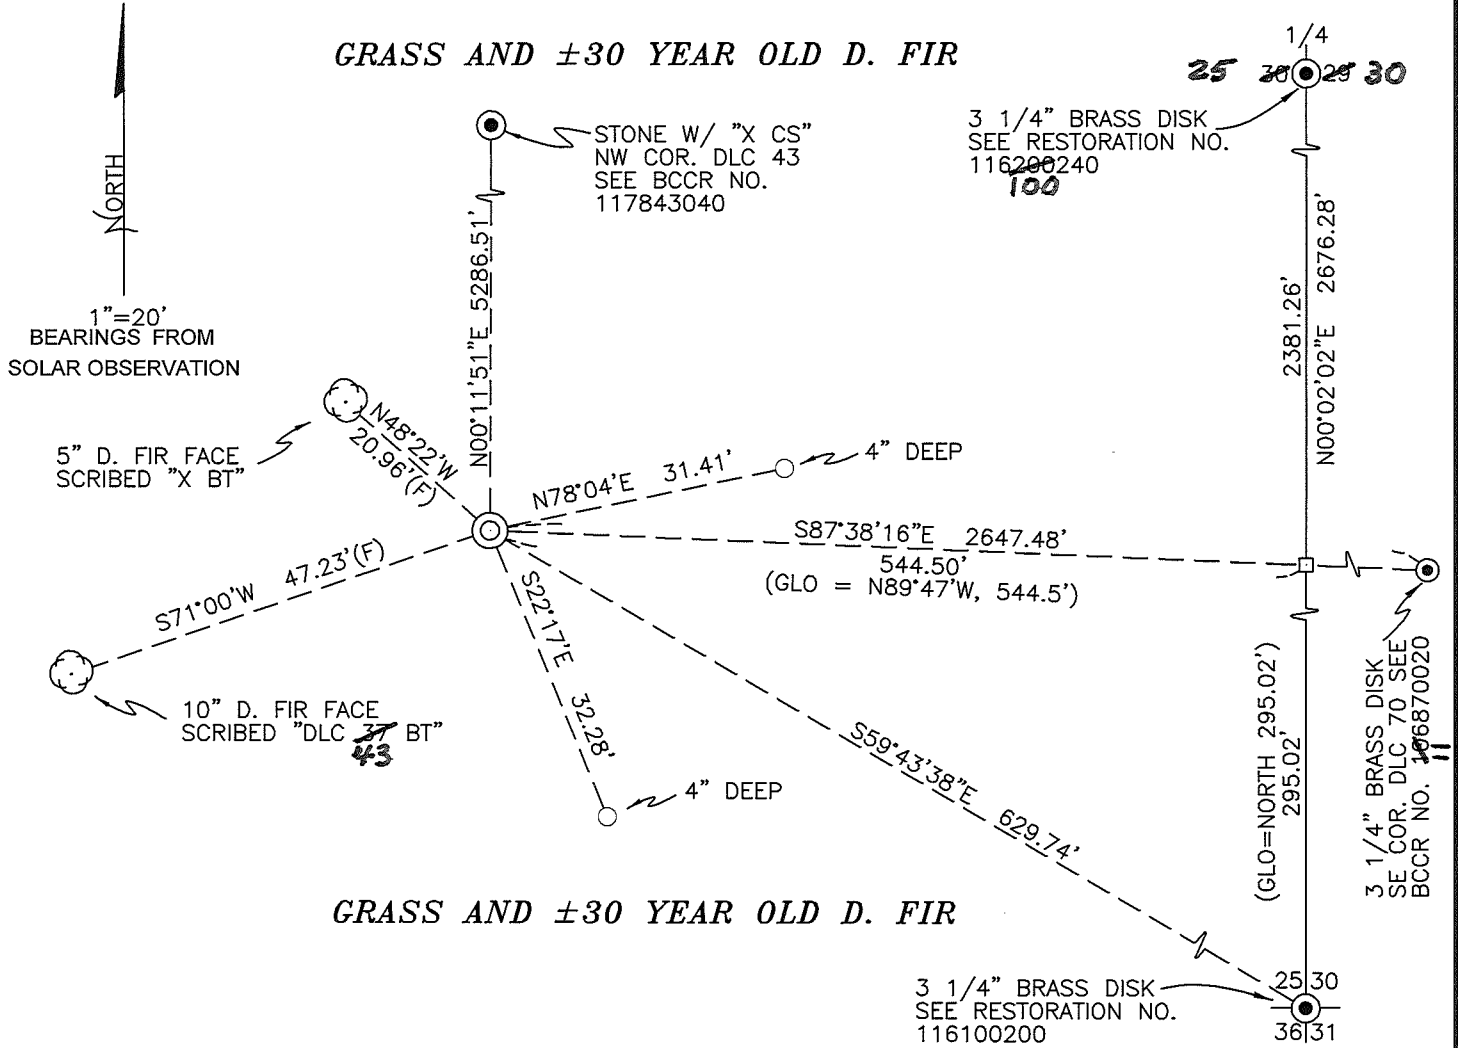 GRASS AND ±30 YEAR OLD D. FIR
1/4
25 30 29 30
3 1/4" BRASS DISK
SEE RESTORATION NO.
116200240
100
STONE W/ "X CS"
NW COR. DLC 43
SEE BCCR NO.
117843040
NORTH
1"=20'
BEARINGS FROM
SOLAR OBSERVATION
N00°11'51"E 5286.51'
2381.26'
N00°02'02"E 2676.28'
5" D. FIR FACE
SCRIBED "X BT"
N48°22'W
20.96'(F)
N78°04'E 31.41'
4" DEEP
S87°38'16"E 2647.48'
544.50'
(GLO = N89°47'W, 544.5')
S71°00'W 47.23'(F)
10" D. FIR FACE
SCRIBED "DLC 37 BT"
43
S22°17'E 32.28'
4" DEEP
S59°43'38"E 629.74'
(GLO=NORTH 295.02')
295.02'
3 1/4" BRASS DISK
SE COR. DLC 70 SEE
BCCR NO. 106870020
11
GRASS AND ±30 YEAR OLD D. FIR
3 1/4" BRASS DISK
SEE RESTORATION NO.
116100200
25 30
36 31